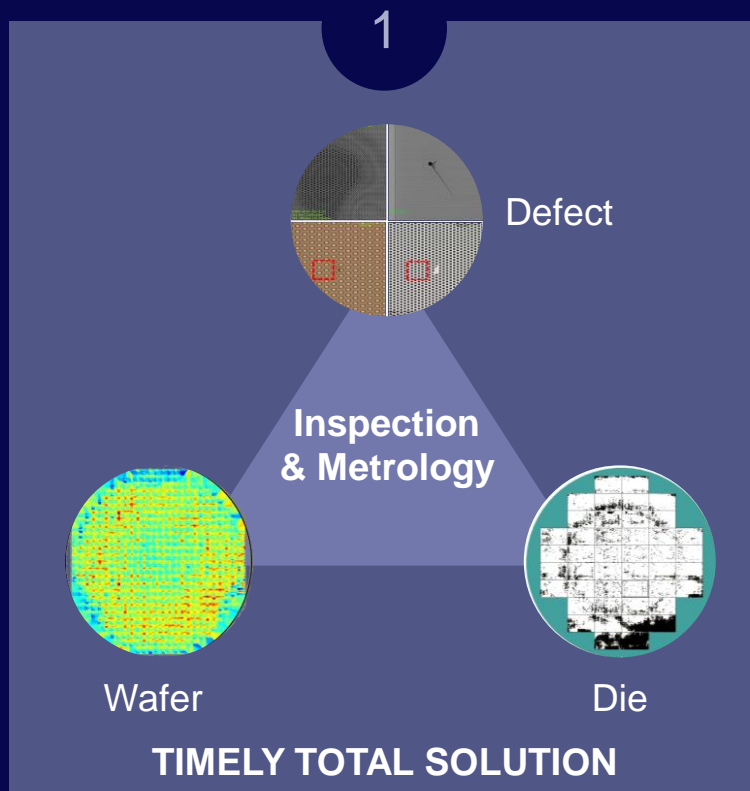 1
Defect
Inspection
& Metrology
Wafer
Die
TIMELY TOTAL SOLUTION